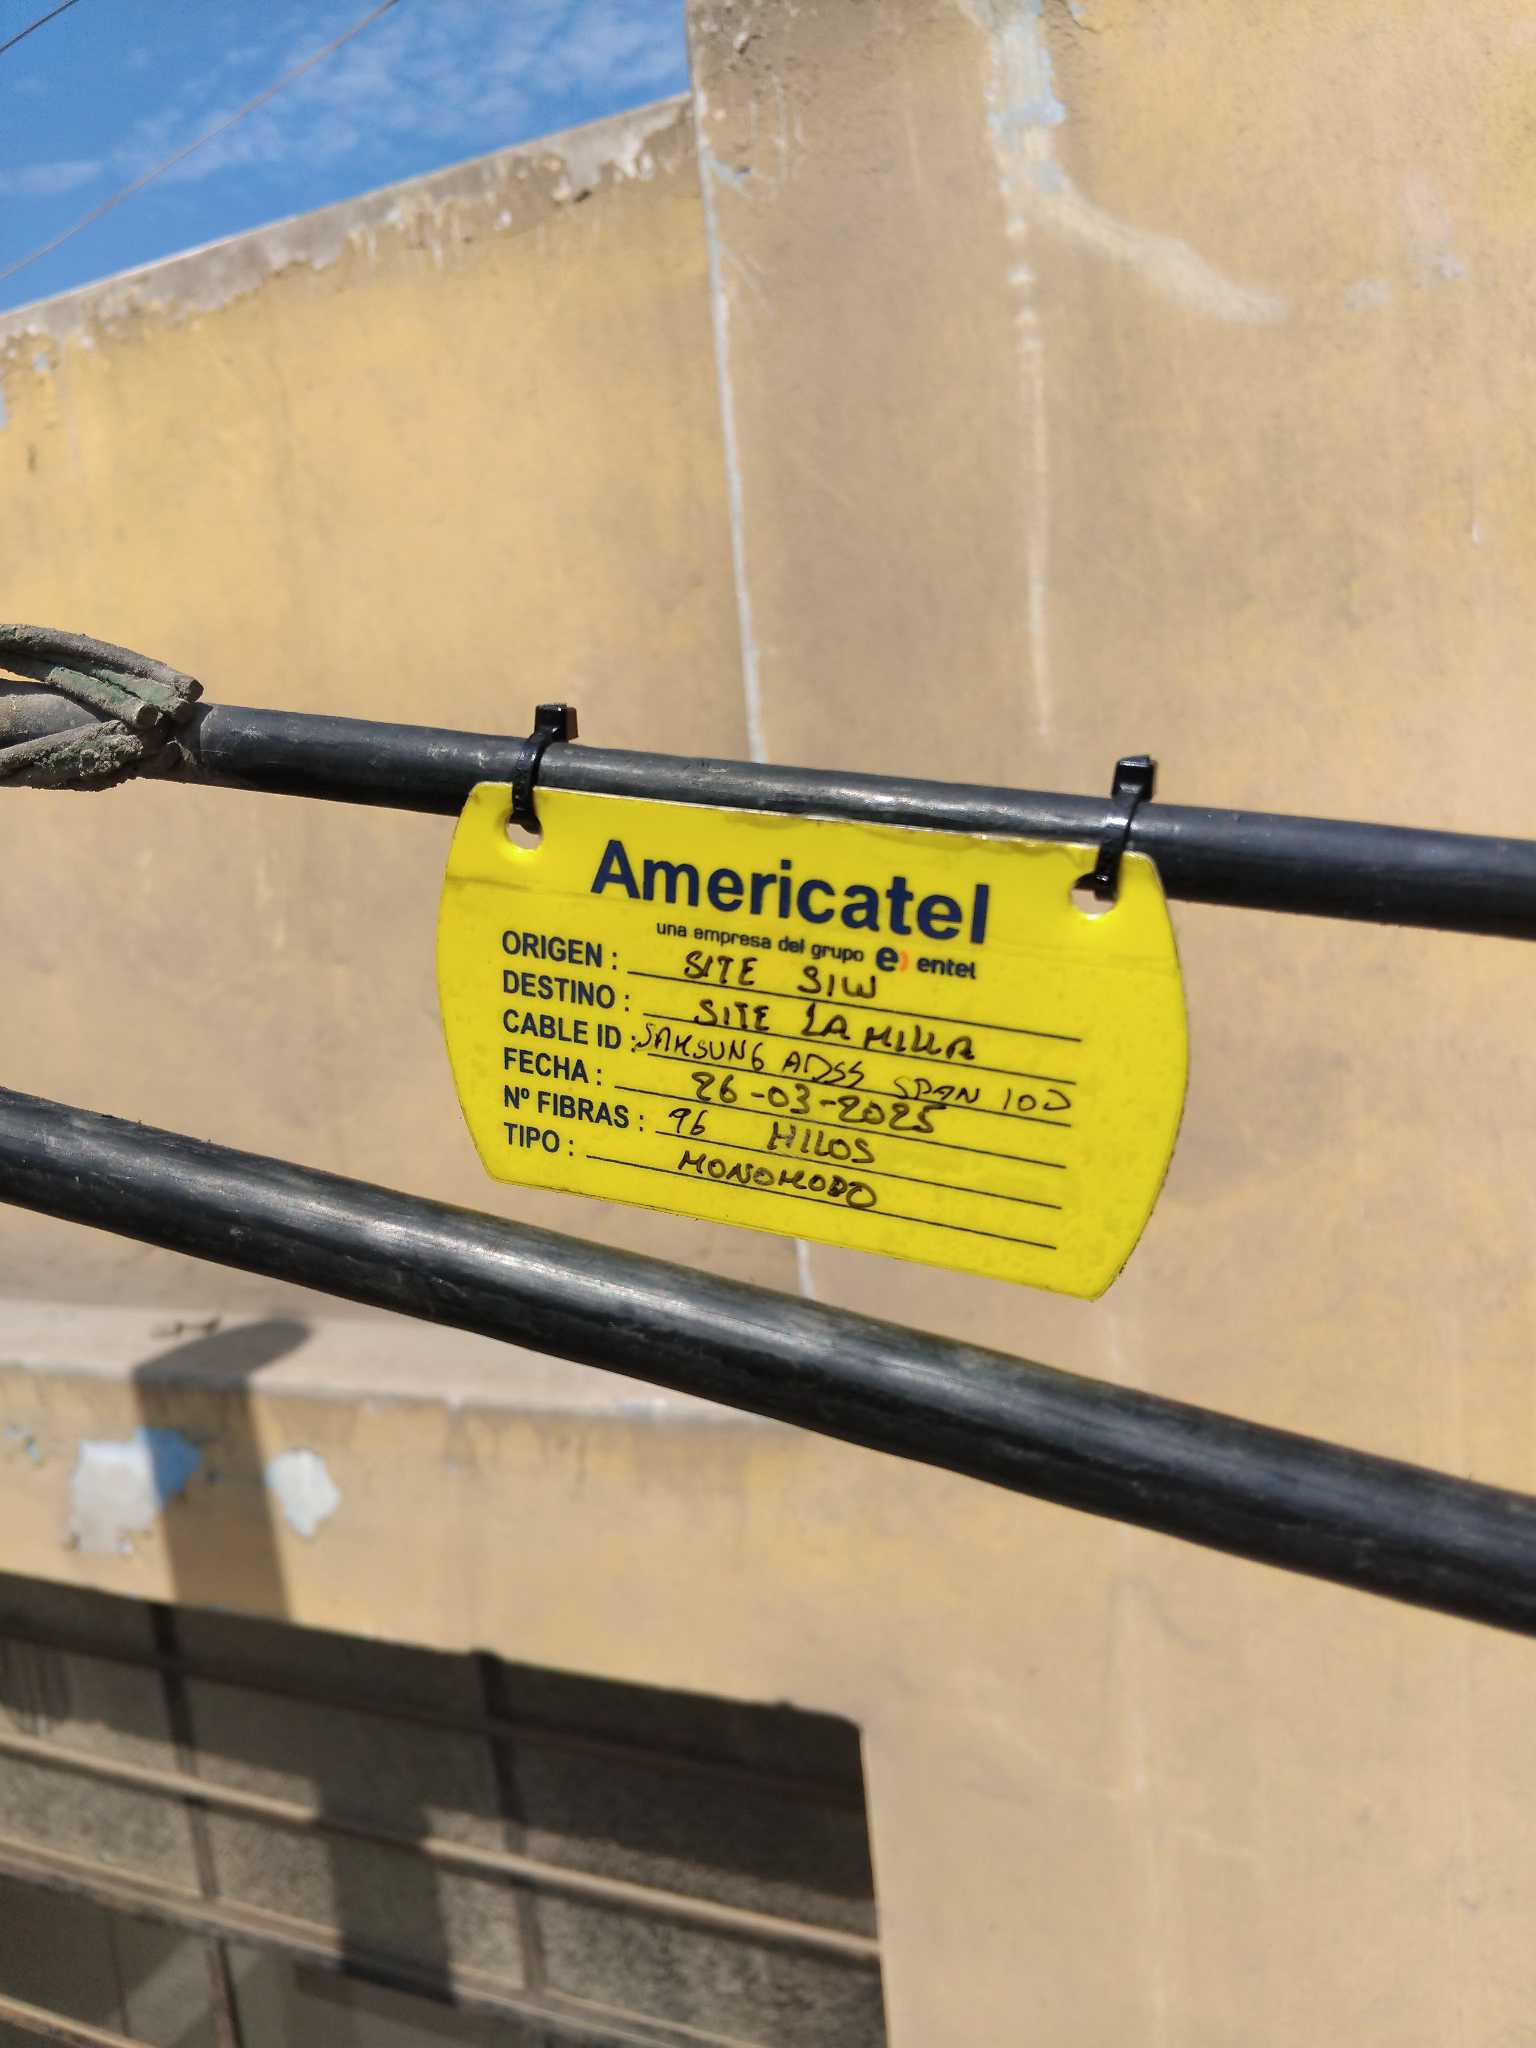 Americatel
una empresa del grupo e) entel
ORIGEN : SITE SIW
DESTINO : SITE LA MILLA
CABLE ID : SAMSUNG ADSS SPAN 100
FECHA : 26-03-2025
Nº FIBRAS : 96 HILOS
TIPO : MONOMODO